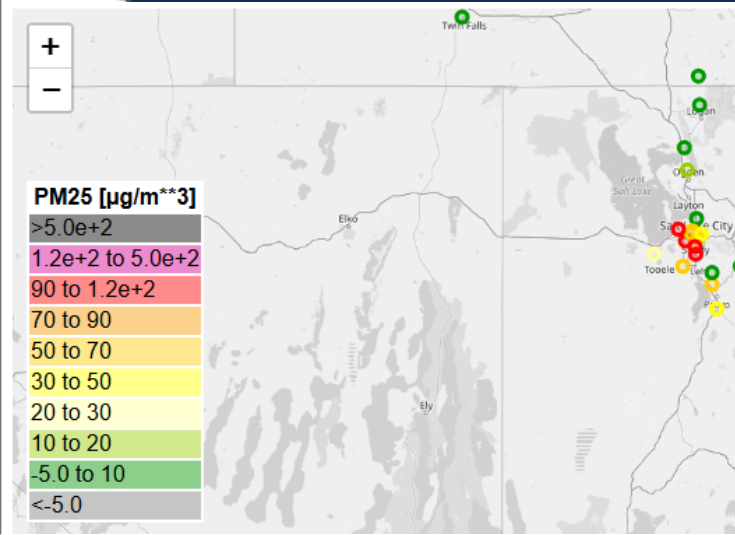 +
−
Twin Falls
Logan
Ogden
Great
Salt Lake
Layton
Elko
Tooele
Ely
PM25 [µg/m**3]
>5.0e+2
1.2e+2 to 5.0e+2
90 to 1.2e+2
70 to 90
50 to 70
30 to 50
20 to 30
10 to 20
-5.0 to 10
<-5.0